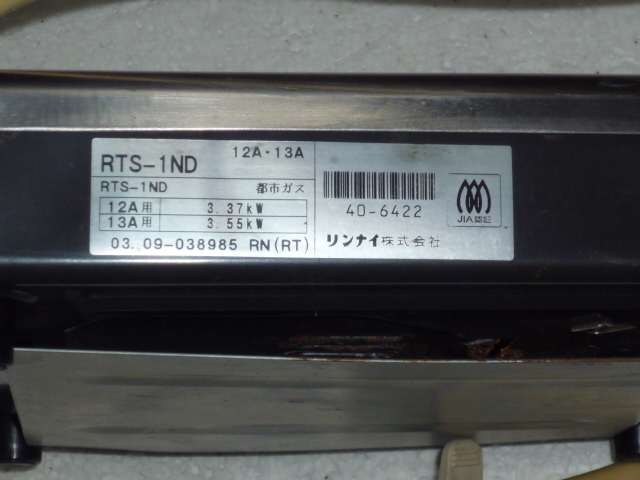 RTS-1ND 12A・13A
RTS-1ND 都市ガス
12A用 3.37kW
13A用 3.55kW
03.09-038985 RN(RT)
40-6422
JIA認証
リンナイ株式会社